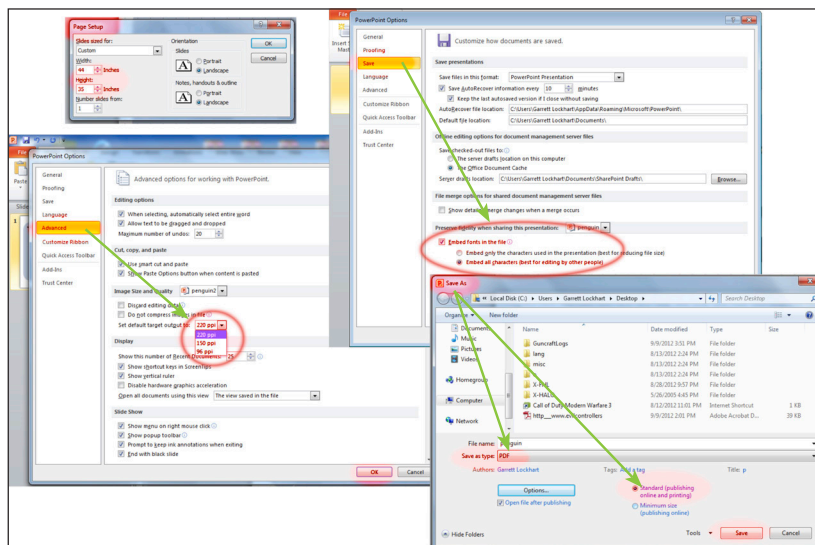 Page Setup
Slides sized for:
Custom
Width:
44 Inches
Height:
35 Inches
Number slides from:
1
Orientation
Slides
Portrait
Landscape
Notes, handouts & outline
Portrait
Landscape
OK
Cancel
PowerPoint Options
General
Proofing
Save
Language
Advanced
Customize Ribbon
Quick Access Toolbar
Add-Ins
Trust Center
Customize how documents are saved.
Save presentations
Save files in this format: PowerPoint Presentation
Save AutoRecover information every 10 minutes
Keep the last autosaved version if I close without saving
AutoRecover file location: C:\Users\Garrett Lockhart\AppData\Roaming\Microsoft\PowerPoint\
Default file location: C:\Users\Garrett Lockhart\Documents\
Offline editing options for document management server files
Save checked-out files to:
The server drafts location on this computer
The Office Document Cache
Server drafts location: C:\Users\Garrett Lockhart\Documents\SharePoint Drafts\
Browse...
File merge options for shared document management server files
Show detailed merge changes when a merge occurs
Preserve fidelity when sharing this presentation: penguin
Embed fonts in the file
Embed only the characters used in the presentation (best for reducing file size)
Embed all characters (best for editing by other people)
PowerPoint Options
General
Proofing
Save
Language
Advanced
Customize Ribbon
Quick Access Toolbar
Add-Ins
Trust Center
Advanced options for working with PowerPoint.
Editing options
When selecting, automatically select entire word
Allow text to be dragged and dropped
Maximum number of undos: 20
Cut, copy, and paste
Use smart cut and paste
Show Paste Options button when content is pasted
Image Size and Quality penguin2
Discard editing data
Do not compress images in file
Set default target output to: 220 ppi
220 ppi
150 ppi
96 ppi
Display
Show this number of Recent Documents: 25
Show shortcut keys in ScreenTips
Show vertical ruler
Disable hardware graphics acceleration
Open all documents using this view The view saved in the file
Slide Show
Show menu on right mouse click
Show popup toolbar
Prompt to keep ink annotations when exiting
End with black slide
OK
Cancel
Save As
Local Disk (C:) Users Garrett Lockhart Desktop
Search Desktop
Organize
New folder
Documents
Music
Pictures
Videos
Homegroup
Computer
Network
Name Date modified Type Size
GuncraftLogs 9/9/2012 3:51 PM File folder
lang 8/13/2012 2:24 PM File folder
misc 8/13/2012 2:24 PM File folder
8/13/2012 2:24 PM File folder
8/28/2012 9:57 PM File folder
X-HALO 5/26/2005 4:45 PM File folder
Call of Duty Modern Warfare 3 8/12/2012 11:01 PM Internet Shortcut 1 KB
9/9/2012 2:01 PM Adobe Acrobat D... 39 KB
File name: penguin
Save as type: PDF
Authors: Garrett Lockhart
Tags: Add a tag
Title: p
Options...
Open file after publishing
Standard (publishing
online and printing)
Minimum size
(publishing online)
Hide Folders
Tools
Save
Cancel